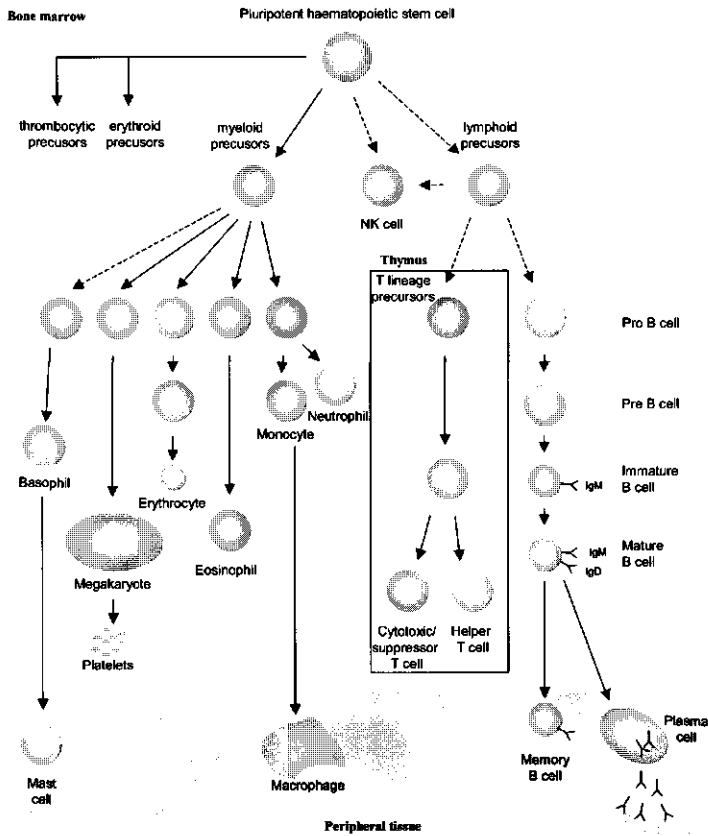 Bone marrow
Pluripotent haematopoietic stem cell
thrombocytic
precusors
erythroid
precusors
myeloid
precusors
lymphoid
precusors
NK cell
Thymus
T lineage
precursors
Pro B cell
Pre B cell
Neutrophil
Monocyte
Basophil
Erythrocyte
Immature
B cell
IgM
Mature
B cell
IgM
IgD
Eosinophil
Megakaryote
Platelets
Cytotoxic/
suppressor
T cell
Helper
T cell
Mast
cell
Macrophage
Memory
B cell
Plasma
cell
Peripheral tissue